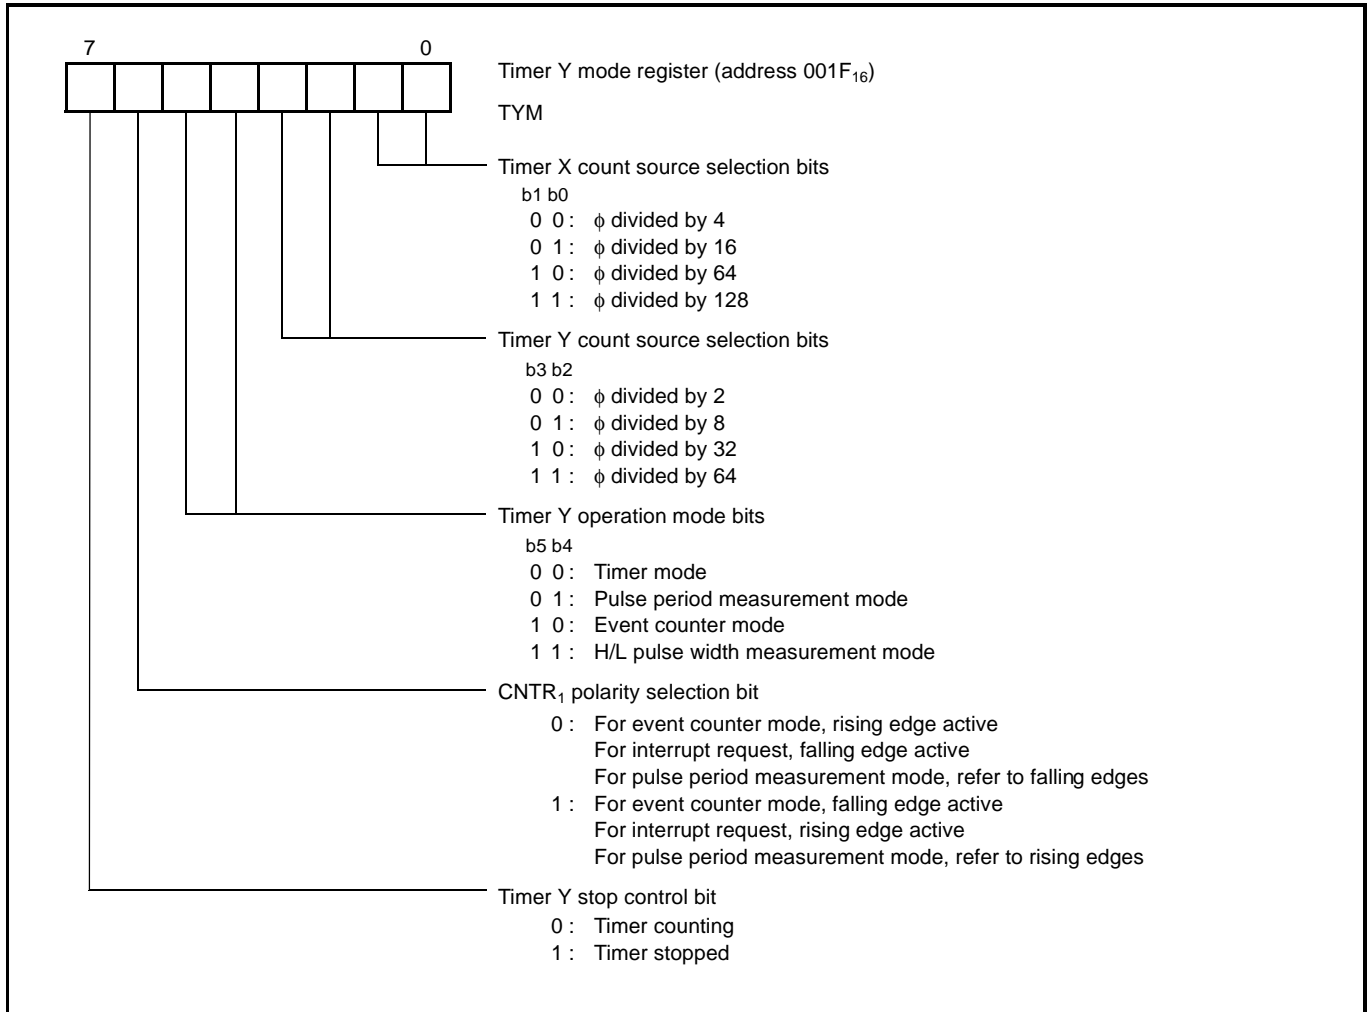 7 0
Timer Y mode register (address 001F₁₆)
TYM
Timer X count source selection bits
b1 b0
0 0 : ϕ divided by 4
0 1 : ϕ divided by 16
1 0 : ϕ divided by 64
1 1 : ϕ divided by 128
Timer Y count source selection bits
b3 b2
0 0 : ϕ divided by 2
0 1 : ϕ divided by 8
1 0 : ϕ divided by 32
1 1 : ϕ divided by 64
Timer Y operation mode bits
b5 b4
0 0 : Timer mode
0 1 : Pulse period measurement mode
1 0 : Event counter mode
1 1 : H/L pulse width measurement mode
CNTR₁ polarity selection bit
0 : For event counter mode, rising edge active
For interrupt request, falling edge active
For pulse period measurement mode, refer to falling edges
1 : For event counter mode, falling edge active
For interrupt request, rising edge active
For pulse period measurement mode, refer to rising edges
Timer Y stop control bit
0 : Timer counting
1 : Timer stopped